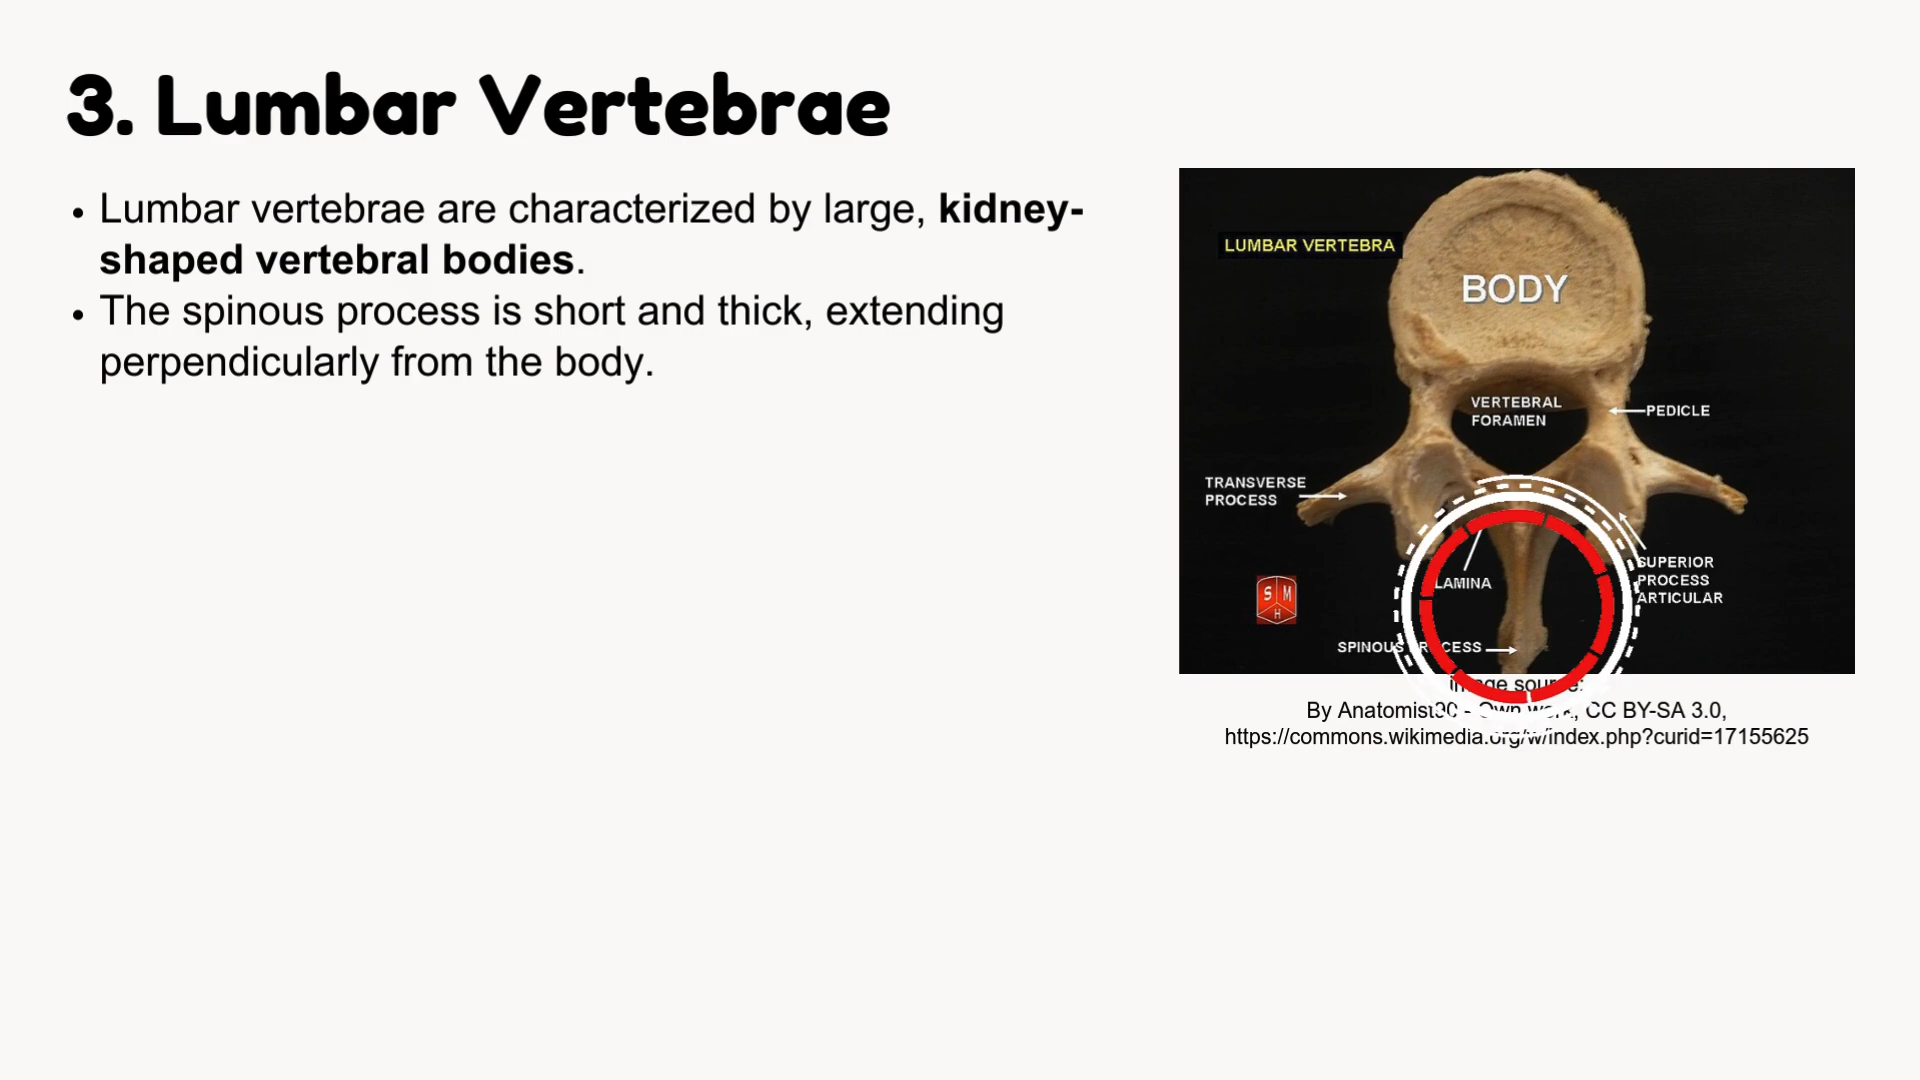 3. Lumbar Vertebrae
• Lumbar vertebrae are characterized by large, kidney-
shaped vertebral bodies.
• The spinous process is short and thick, extending
perpendicularly from the body.
LUMBAR VERTEBRA
BODY
VERTEBRAL
FORAMEN
PEDICLE
TRANSVERSE
PROCESS
SUPERIOR
PROCESS
ARTICULAR
LAMINA
S M
H
SPINOUS PROCESS
image source:
By Anatomist90 - Own work, CC BY-SA 3.0,
https://commons.wikimedia.org/w/index.php?curid=17155625